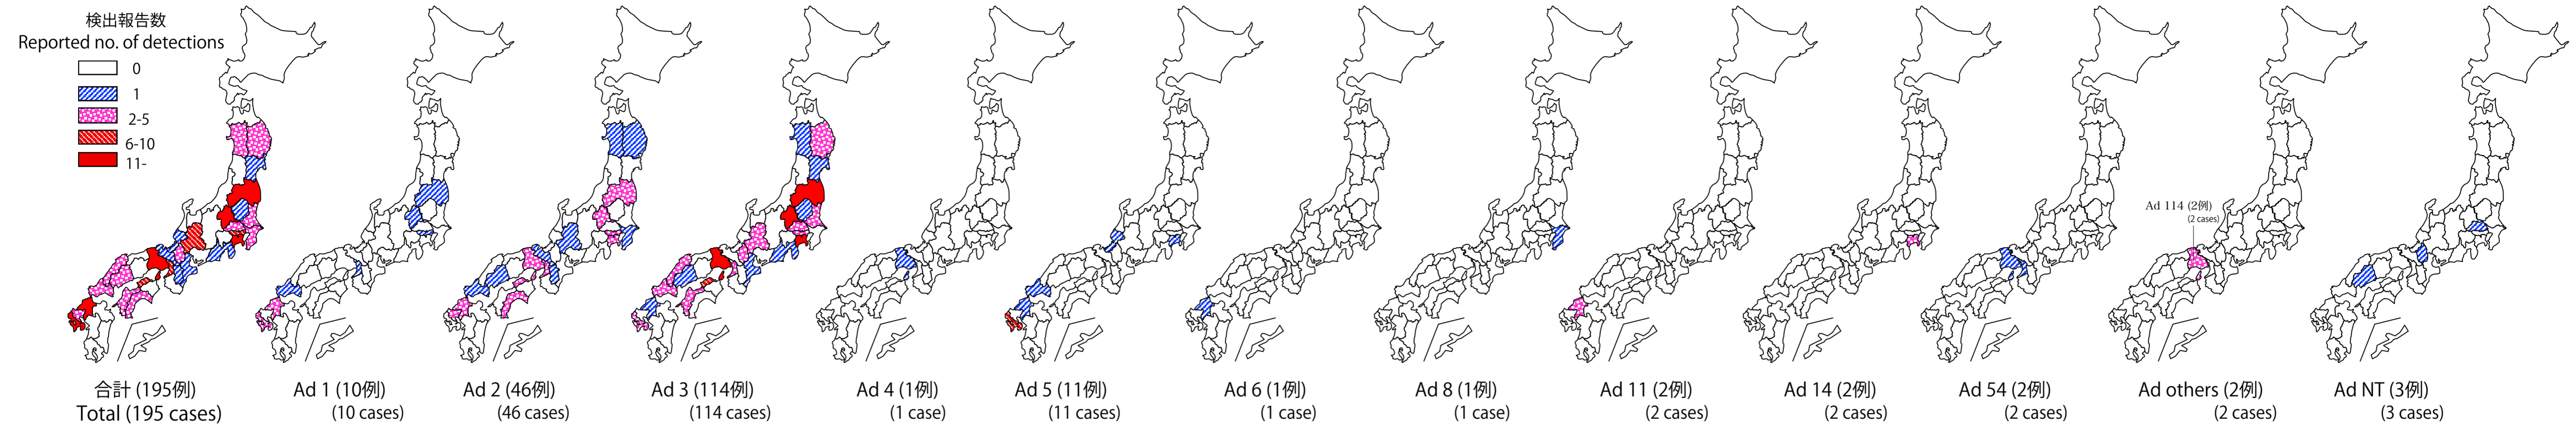 検出報告数
Reported no. of detections
0
1
2-5
6-10
11-
Ad 114 (2例)
(2 cases)
合計 (195例)
Total (195 cases)
Ad 1 (10例)
(10 cases)
Ad 2 (46例)
(46 cases)
Ad 3 (114例)
(114 cases)
Ad 4 (1例)
(1 case)
Ad 5 (11例)
(11 cases)
Ad 6 (1例)
(1 case)
Ad 8 (1例)
(1 case)
Ad 11 (2例)
(2 cases)
Ad 14 (2例)
(2 cases)
Ad 54 (2例)
(2 cases)
Ad others (2例)
(2 cases)
Ad NT (3例)
(3 cases)